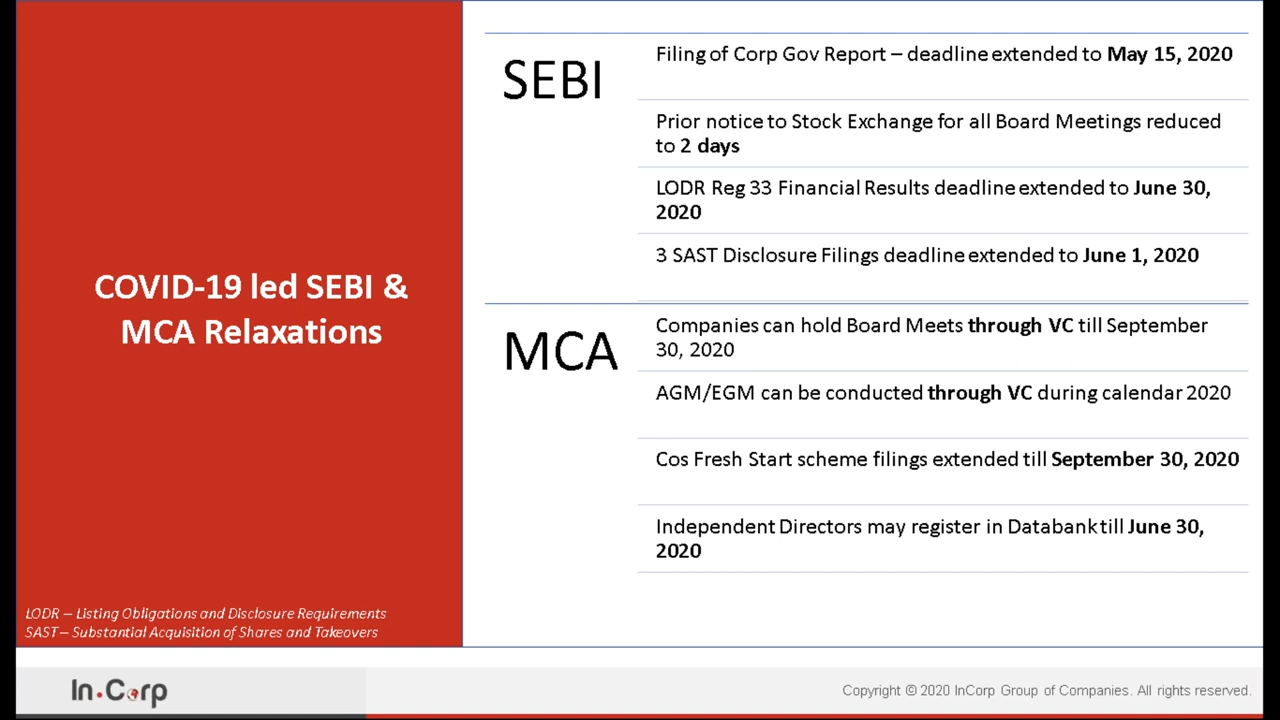 COVID-19 led SEBI &
MCA Relaxations
LODR – Listing Obligations and Disclosure Requirements
SAST – Substantial Acquisition of Shares and Takeovers
SEBI
Filing of Corp Gov Report – deadline extended to May 15, 2020
Prior notice to Stock Exchange for all Board Meetings reduced
to 2 days
LODR Reg 33 Financial Results deadline extended to June 30,
2020
3 SAST Disclosure Filings deadline extended to June 1, 2020
MCA
Companies can hold Board Meets through VC till September
30, 2020
AGM/EGM can be conducted through VC during calendar 2020
Cos Fresh Start scheme filings extended till September 30, 2020
Independent Directors may register in Databank till June 30,
2020
In.Corp
Copyright © 2020 InCorp Group of Companies. All rights reserved.